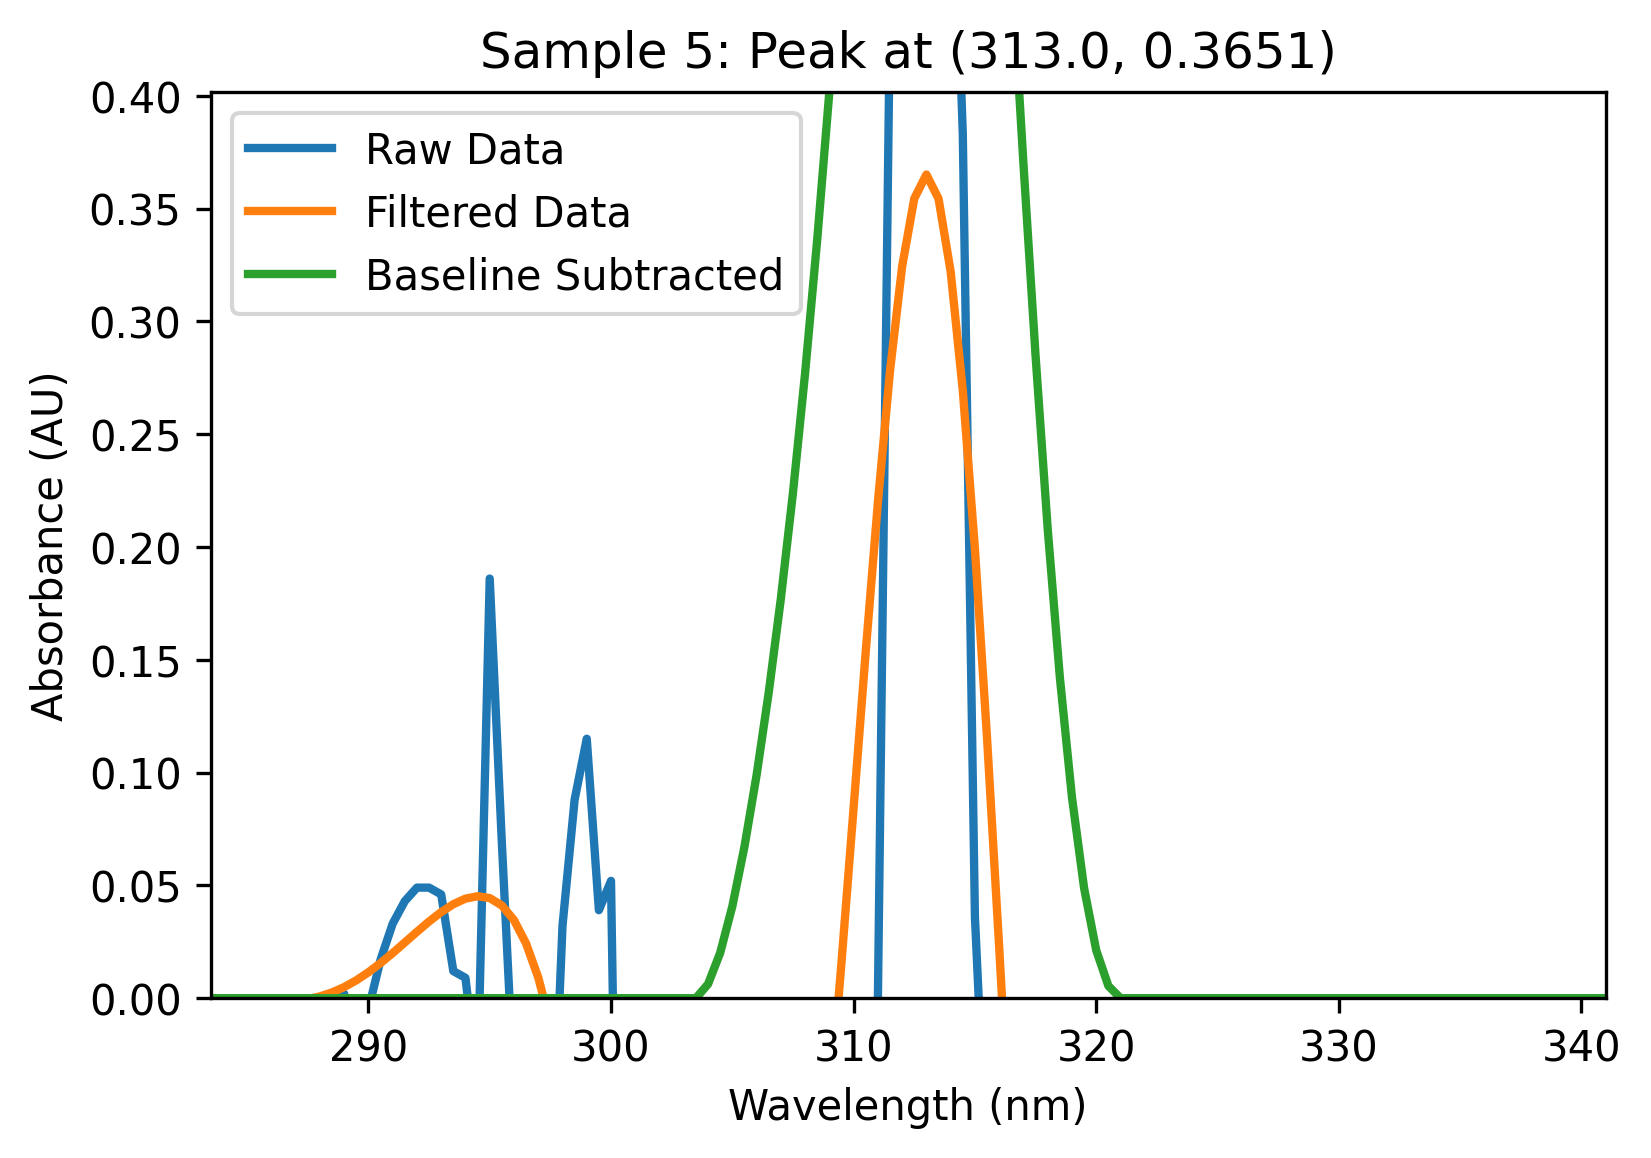 Sample 5: Peak at (313.0, 0.3651)
0.40
0.35
0.30
0.25
0.20
0.15
0.10
0.05
0.00
Absorbance (AU)
Raw Data
Filtered Data
Baseline Subtracted
290 300 310 320 330 340
Wavelength (nm)